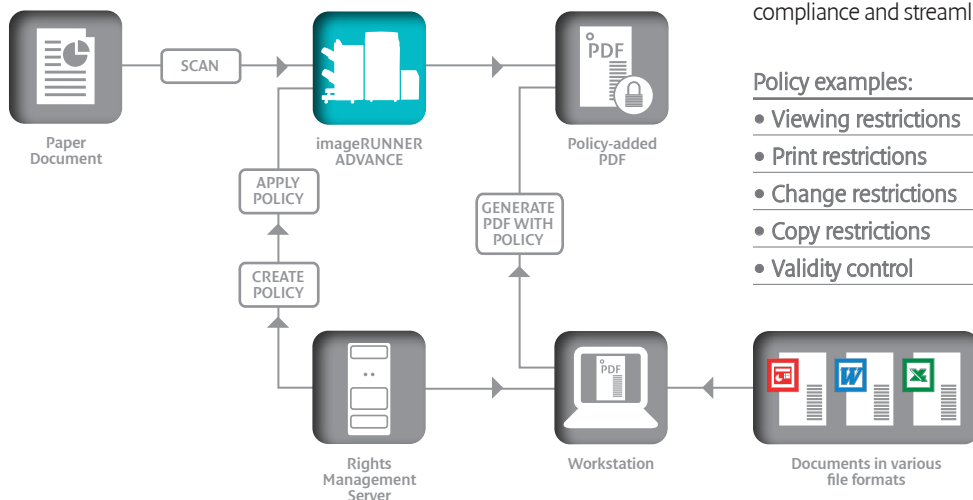 compliance and streaml
SCAN
PDF
Paper
Document
imageRUNNER
ADVANCE
Policy-added
PDF
Policy examples:
• Viewing restrictions
• Print restrictions
• Change restrictions
• Copy restrictions
• Validity control
APPLY
POLICY
GENERATE
PDF WITH
POLICY
CREATE
POLICY
PDF
W
X
Rights
Management
Server
Workstation
Documents in various
file formats